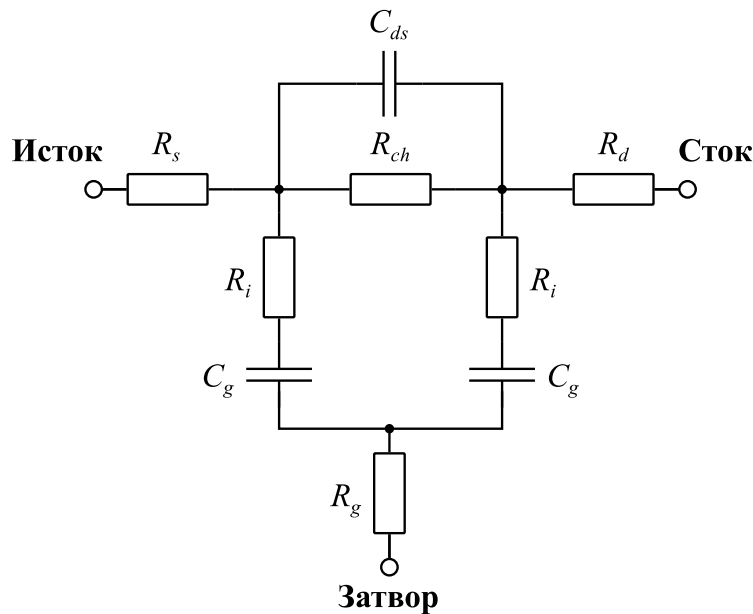 C_ds
Исток R_s R_ch R_d Сток
R_i R_i
C_g C_g
R_g
Затвор